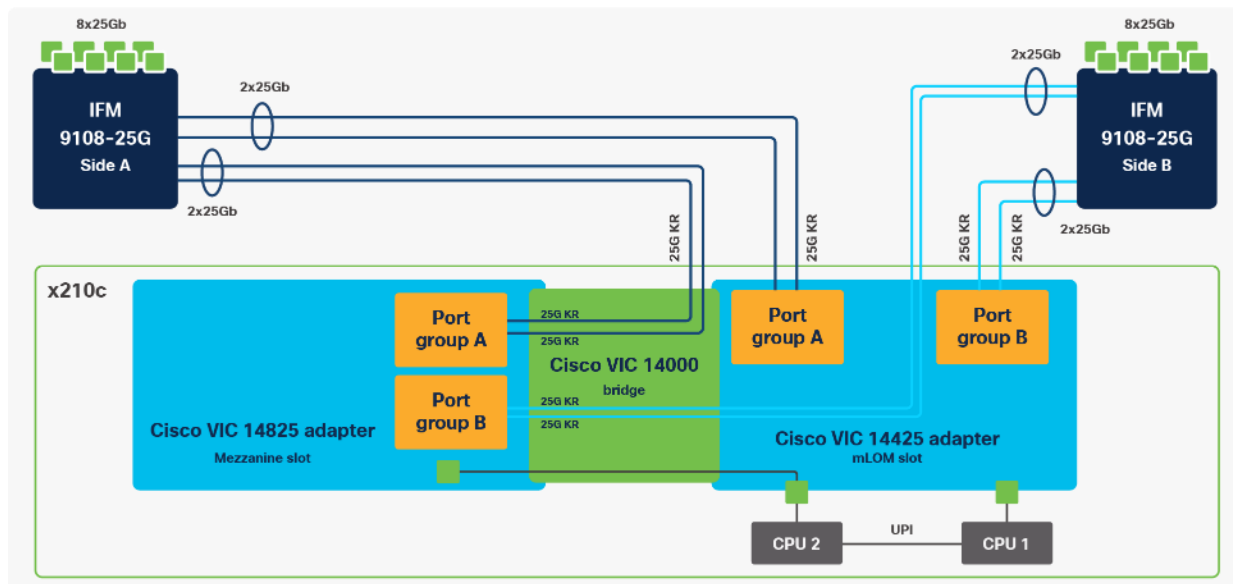 8x25Gb
8x25Gb
2x25Gb
2x25Gb
IFM
9108-25G
Side A
IFM
9108-25G
Side B
2x25Gb
2x25Gb
25G KR
25G KR
25G KR
25G KR
x210c
Port
group A
25G KR
25G KR
Port
group A
Port
group B
Cisco VIC 14000
bridge
Port
group B
25G KR
25G KR
Cisco VIC 14825 adapter
Mezzanine slot
Cisco VIC 14425 adapter
mLOM slot
CPU 2
UPI
CPU 1